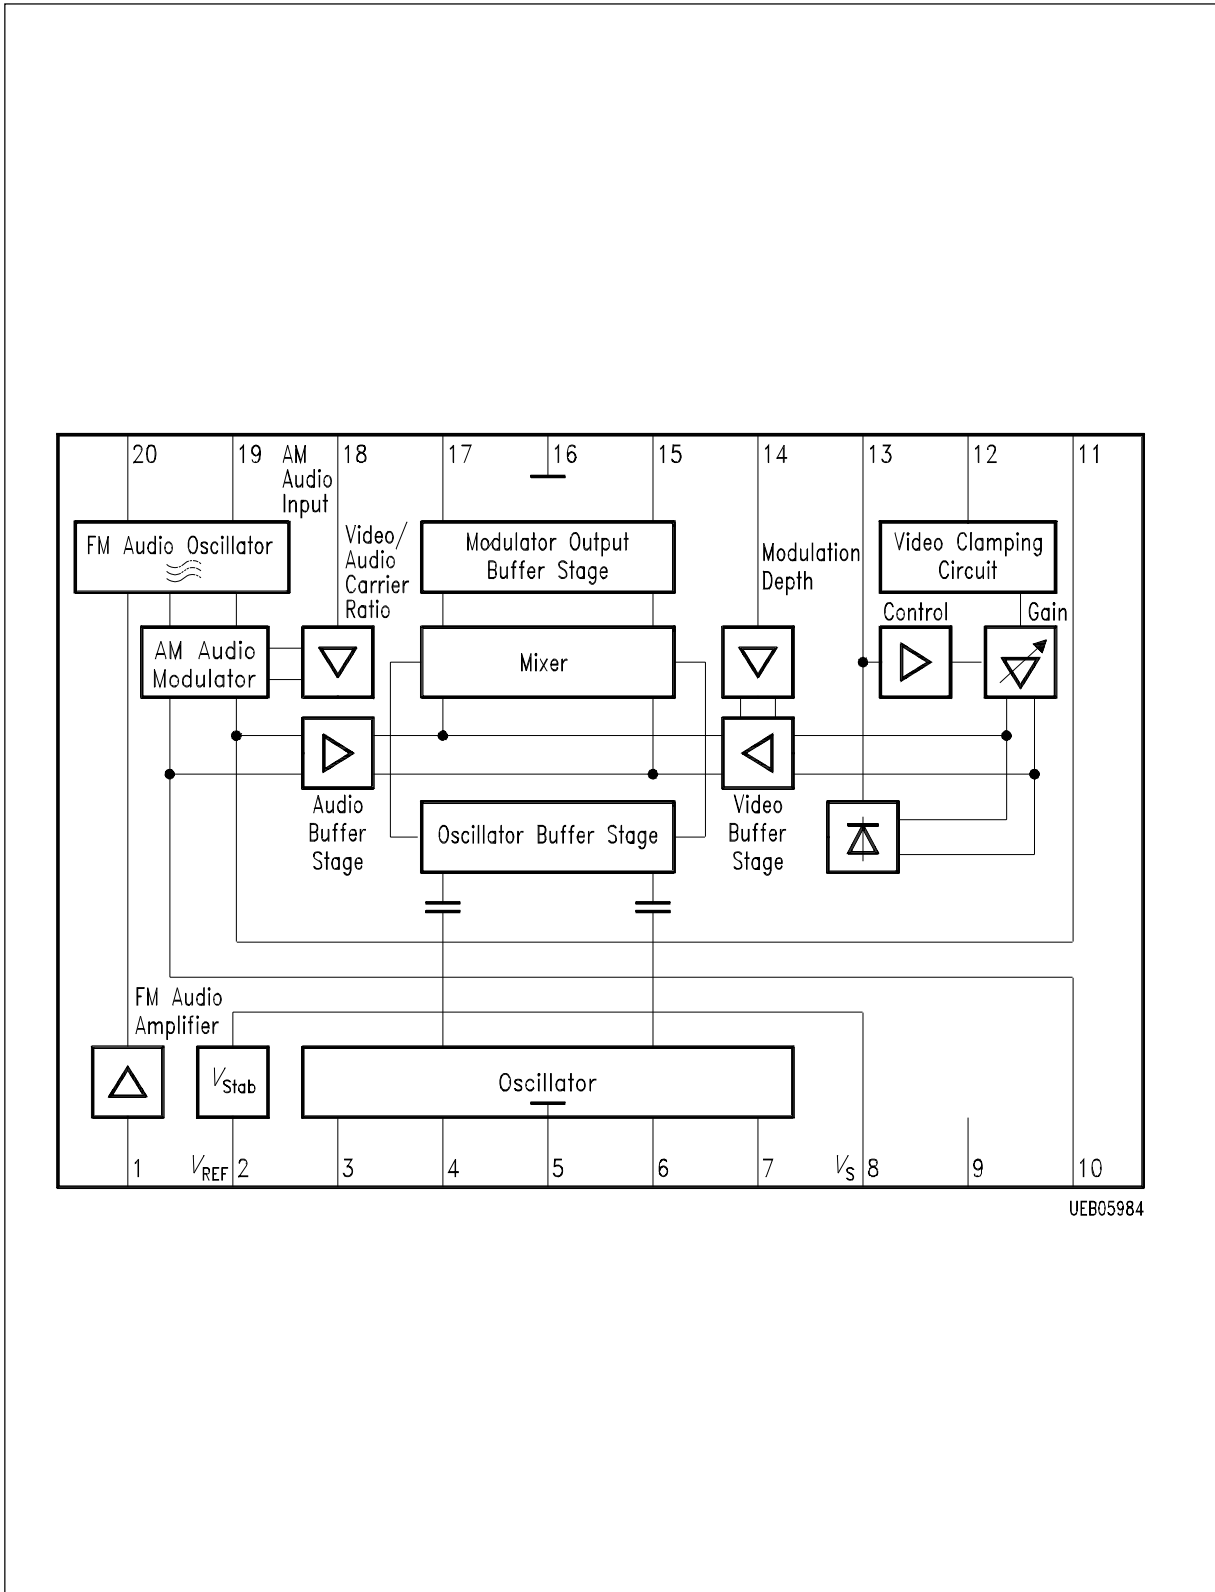 20
19
AM
Audio
Input
18
17
16
15
14
13
12
11
FM Audio Oscillator
Video/
Audio
Carrier
Ratio
Modulator Output
Buffer Stage
Modulation
Depth
Video Clamping
Circuit
Control
Gain
AM Audio
Modulator
Mixer
Audio
Buffer
Stage
Oscillator Buffer Stage
Video
Buffer
Stage
FM Audio
Amplifier
VStab
Oscillator
1
VREF 2
3
4
5
6
7
VS 8
9
10
UEB05984